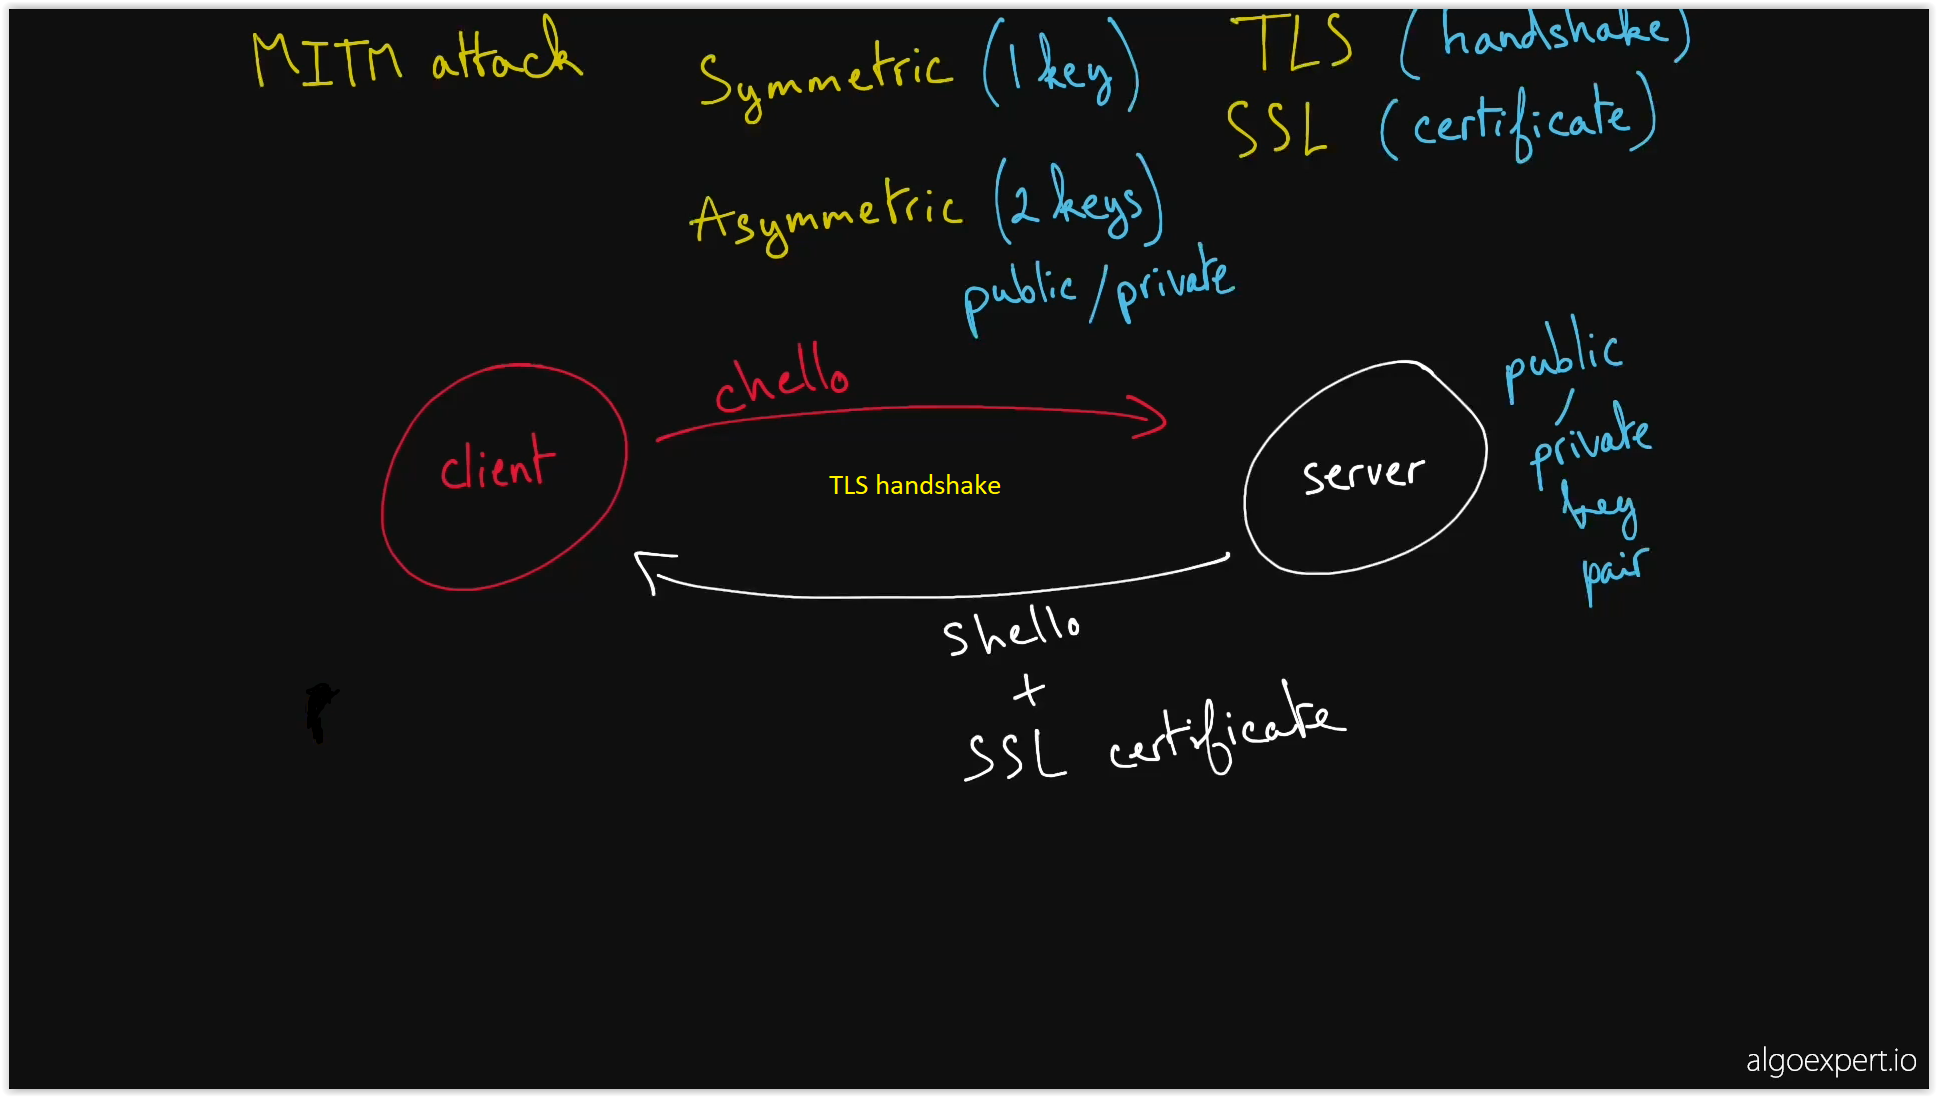 MITM attack
Symmetric (1 key)
Asymmetric (2 keys)
public / private
TLS (handshake)
SSL (certificate)
client
chello
TLS handshake
server
public
/
private
key
pair
shello
+
SSL certificate
algoexpert.io